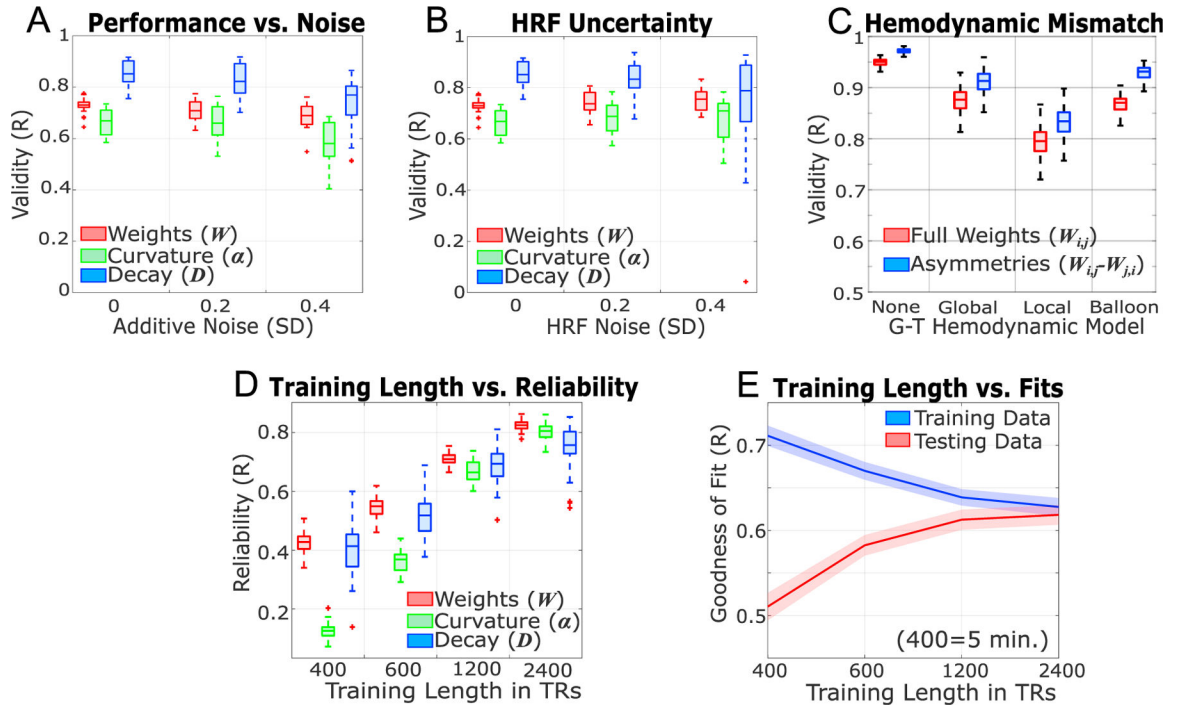 A Performance vs. Noise
Validity (R)
1
0.8
0.6
0.4
0.2
0
Weights (W)
Curvature (α)
Decay (D)
0 0.2 0.4
Additive Noise (SD)
B HRF Uncertainty
Validity (R)
1
0.8
0.6
0.4
0.2
0
Weights (W)
Curvature (α)
Decay (D)
0 0.2 0.4
HRF Noise (SD)
C Hemodynamic Mismatch
Validity (R)
1
0.9
0.8
0.7
0.6
0.5
Full Weights (W_{i,j})
Asymmetries (W_{i,j}-W_{j,i})
None Global Local Balloon
G-T Hemodynamic Model
D Training Length vs. Reliability
Reliability (R)
0.8
0.6
0.4
0.2
Weights (W)
Curvature (α)
Decay (D)
400 600 1200 2400
Training Length in TRs
E Training Length vs. Fits
Goodness of Fit (R)
0.7
0.6
0.5
Training Data
Testing Data
(400=5 min.)
400 600 1200 2400
Training Length in TRs